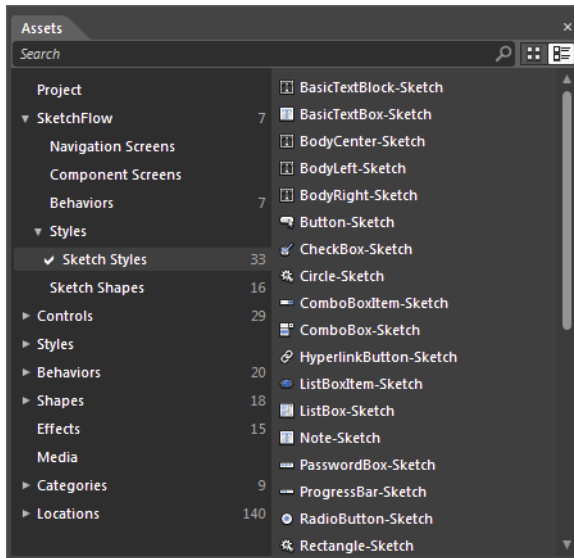 Assets
Search
Project
SketchFlow 7
Navigation Screens
Component Screens
Behaviors 7
Styles
Sketch Styles 33
Sketch Shapes 16
Controls 29
Styles
Behaviors 20
Shapes 18
Effects 15
Media
Categories 9
Locations 140
BasicTextBlock-Sketch
BasicTextBox-Sketch
BodyCenter-Sketch
BodyLeft-Sketch
BodyRight-Sketch
Button-Sketch
CheckBox-Sketch
Circle-Sketch
ComboBoxItem-Sketch
ComboBox-Sketch
HyperlinkButton-Sketch
ListBoxItem-Sketch
ListBox-Sketch
Note-Sketch
PasswordBox-Sketch
ProgressBar-Sketch
RadioButton-Sketch
Rectangle-Sketch